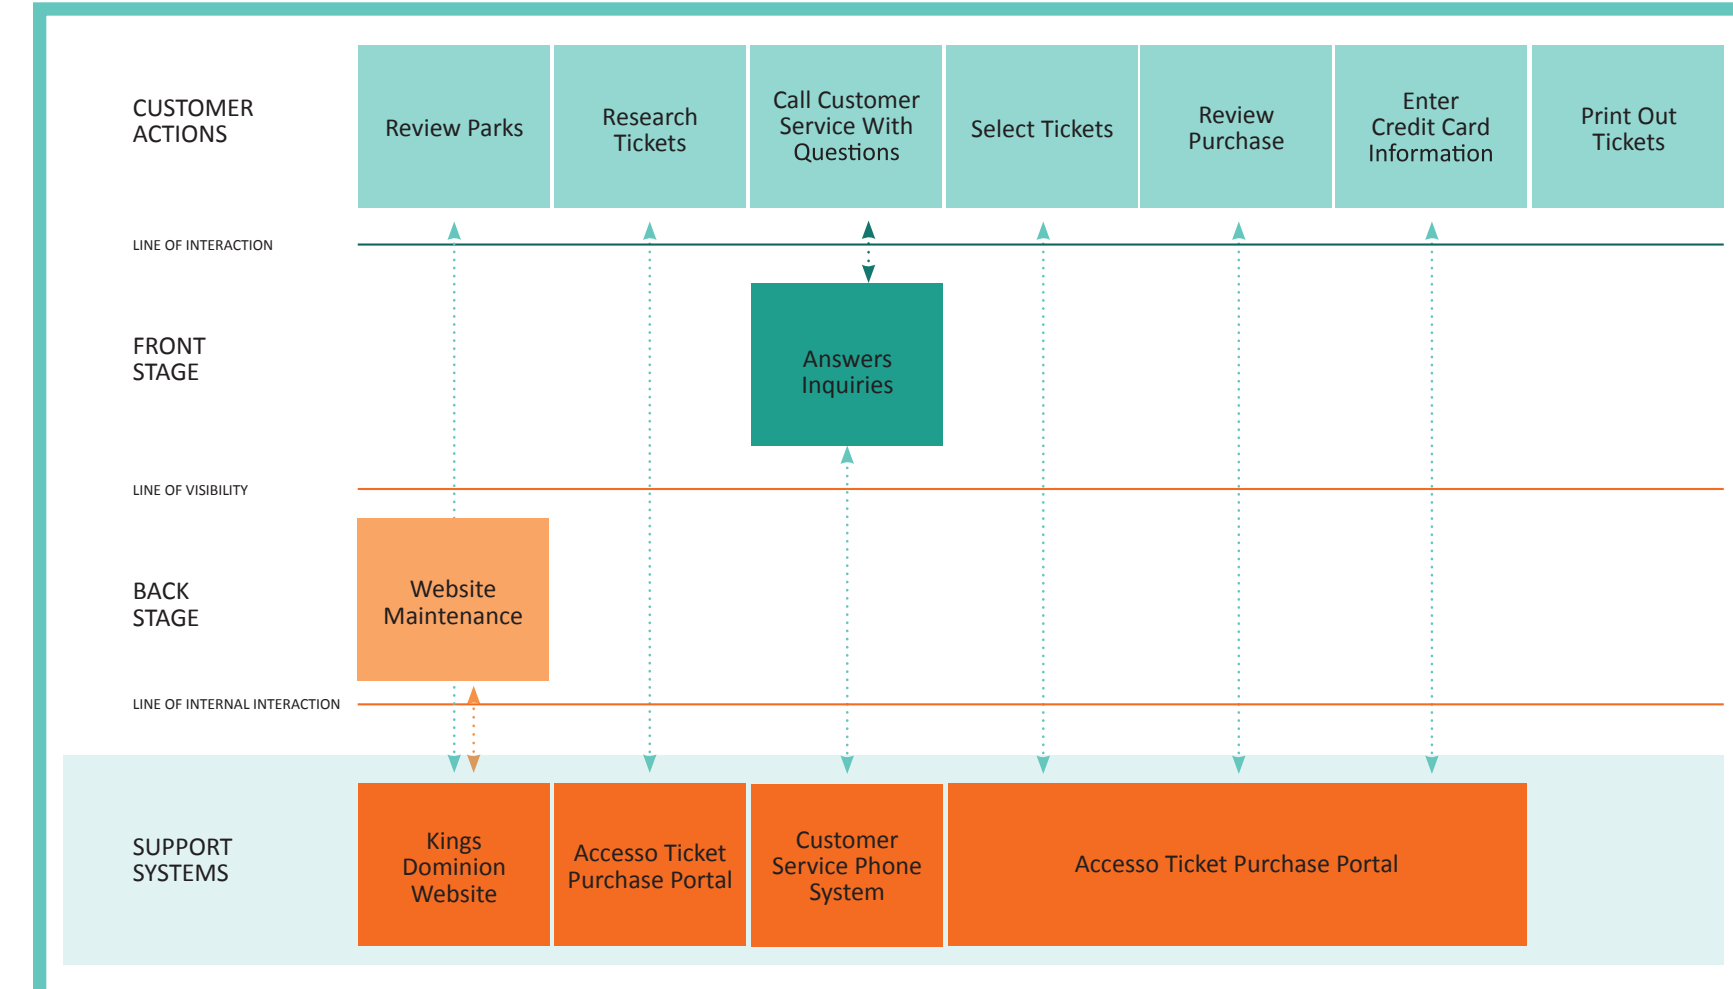 CUSTOMER
ACTIONS
Review Parks
Research
Tickets
Call Customer
Service With
Questions
Select Tickets
Review
Purchase
Enter
Credit Card
Information
Print Out
Tickets
LINE OF INTERACTION
FRONT
STAGE
Answers
Inquiries
LINE OF VISIBILITY
BACK
STAGE
Website
Maintenance
LINE OF INTERNAL INTERACTION
SUPPORT
SYSTEMS
Kings
Dominion
Website
Accesso Ticket
Purchase Portal
Customer
Service Phone
System
Accesso Ticket Purchase Portal